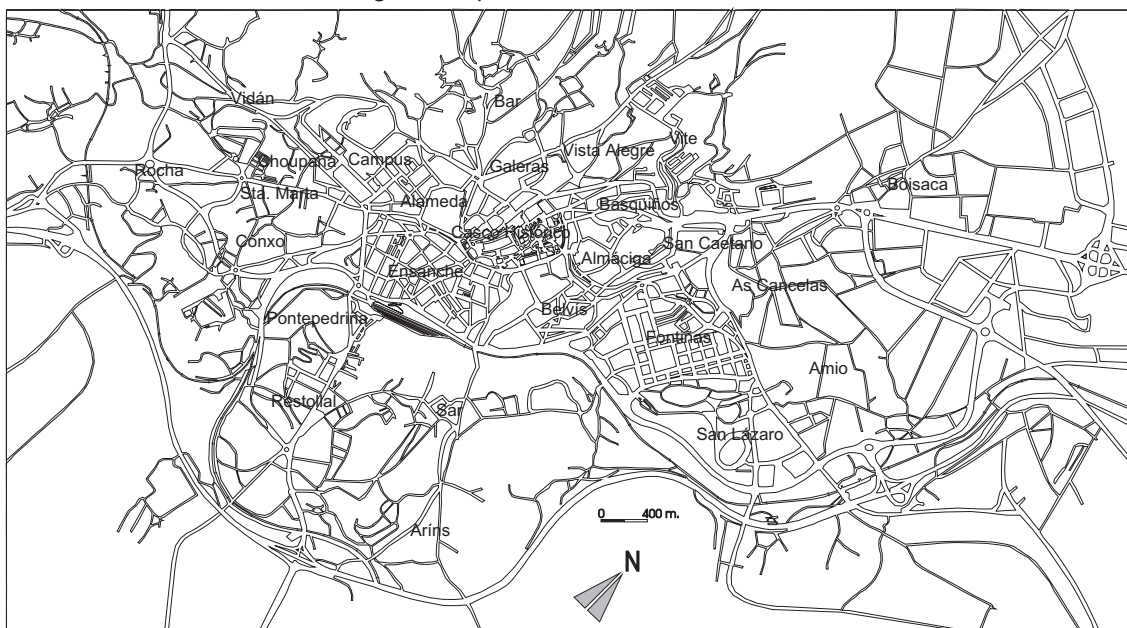 Vidán
Bar
Vite
Choupana
Campus
Galeras
Vista Alegre
Rocha
Sta. Marta
Alameda
Boisaca
Basquiños
Casco Histórico
Conxo
San Caetano
Almáciga
Ensanche
As Cancelas
Belvís
Pontepedriña
Fontiñas
Amio
Restollal
Sar
San Lázaro
0 400 m.
Aríns
N